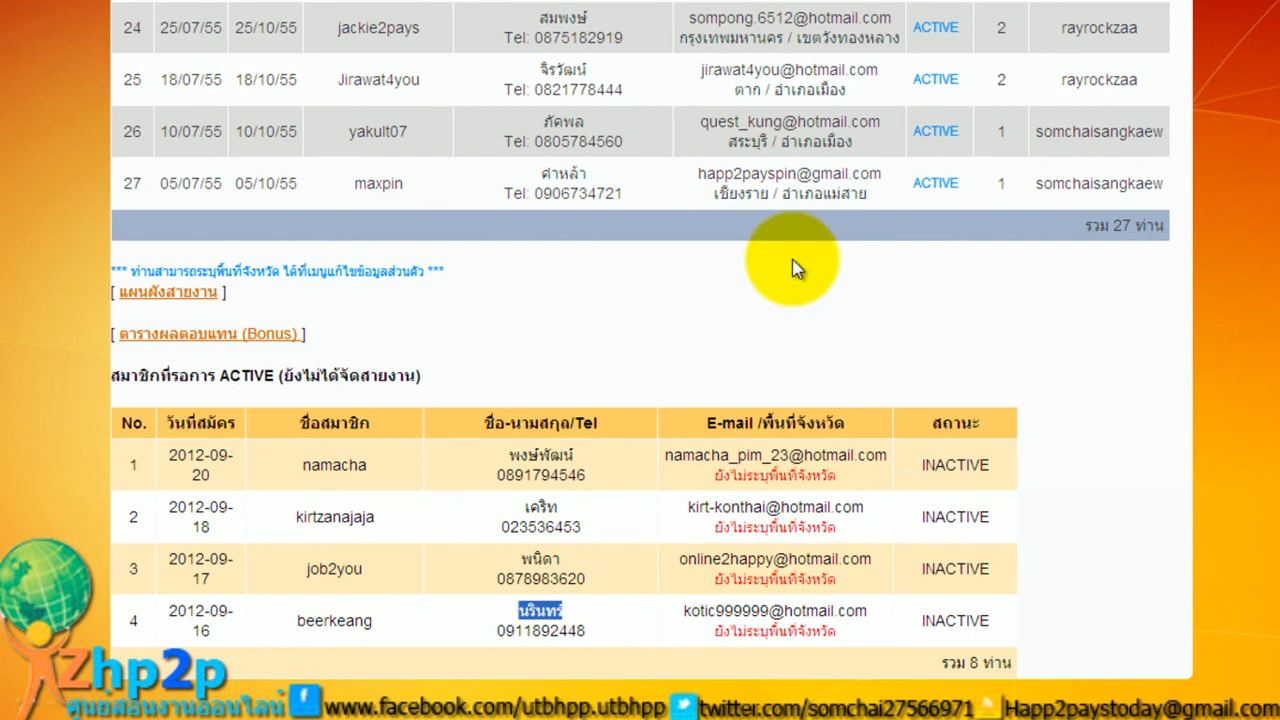 24 25/07/55 25/10/55 jackie2pays สมพงษ์ sompong.6512@hotmail.com ACTIVE 2 rayrockzaa
Tel: 0875182919 กรุงเทพมหานคร / เขตวังทองหลาง
25 18/07/55 18/10/55 Jirawat4you จิรวัฒน์ jirawat4you@hotmail.com ACTIVE 2 rayrockzaa
Tel: 0821778444 ตาก / อำเภอเมือง
26 10/07/55 10/10/55 yakult07 ภัคพล quest_kung@hotmail.com ACTIVE 1 somchaisangkaew
Tel: 0805784560 สระบุรี / อำเภอเมือง
27 05/07/55 05/10/55 maxpin คำหล้า happ2payspin@gmail.com ACTIVE 1 somchaisangkaew
Tel: 0906734721 เชียงราย / อำเภอแม่สาย
รวม 27 ท่าน
*** ท่านสามารถระบุพื้นที่จังหวัด ได้ที่เมนูแก้ไขข้อมูลส่วนตัว ***
[ แผนผังสายงาน ]
[ ตารางผลตอบแทน (Bonus) ]
สมาชิกที่รอการ ACTIVE (ยังไม่ได้จัดสายงาน)
No. วันที่สมัคร ชื่อสมาชิก ชื่อ-นามสกุล/Tel E-mail /พื้นที่จังหวัด สถานะ
1 2012-09-20 namacha พงษ์พัฒน์ namacha_pim_23@hotmail.com INACTIVE
0891794546 ยังไม่ระบุพื้นที่จังหวัด
2 2012-09-18 kirtzanajaja เคริท kirt-konthai@hotmail.com INACTIVE
023536453 ยังไม่ระบุพื้นที่จังหวัด
3 2012-09-17 job2you พนิดา online2happy@hotmail.com INACTIVE
0878983620 ยังไม่ระบุพื้นที่จังหวัด
4 2012-09-16 beerkeang นรินทร์ kotic999999@hotmail.com INACTIVE
0911892448 ยังไม่ระบุพื้นที่จังหวัด
รวม 8 ท่าน
Zhp2p
ศูนย์สอนงานออนไลน์ www.facebook.com/utbhpp.utbhpp twitter.com/somchai27566971 Happ2paystoday@gmail.com